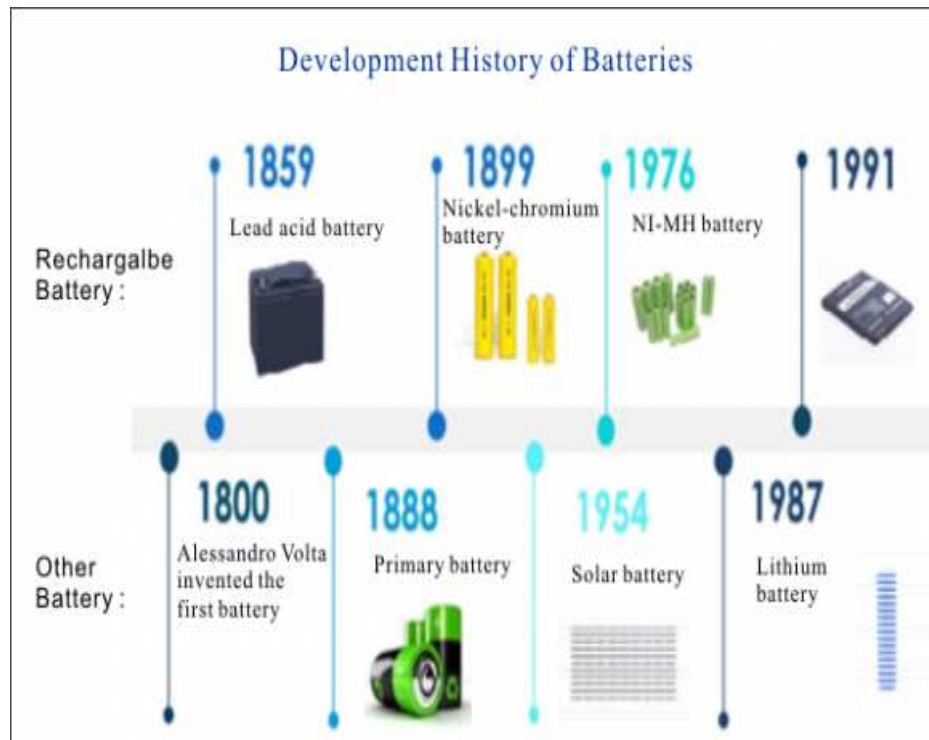 Development History of Batteries
1859
Lead acid battery
1899
Nickel-chromium
battery
1976
NI-MH battery
1991
Rechargalbe
Battery :
1800
Alessandro Volta
invented the
first battery
1888
Primary battery
1954
Solar battery
1987
Lithium
battery
Other
Battery :